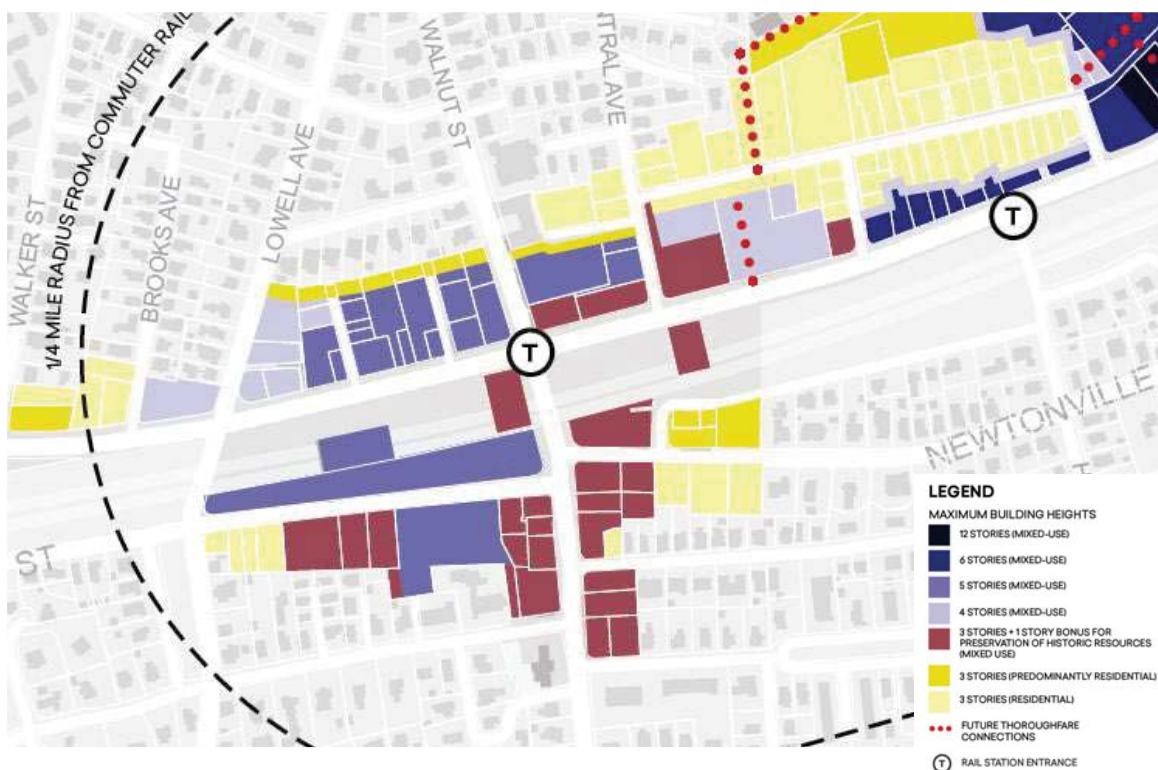 WALKER ST
1/4 MILE RADIUS FROM COMMUTER RAIL
BROOKS AVE
LOWELL AVE
WALNUT ST
NTRAL AVE
T
T
NEWTONVILLE
ST
LEGEND
MAXIMUM BUILDING HEIGHTS
12 STORIES (MIXED-USE)
6 STORIES (MIXED-USE)
5 STORIES (MIXED-USE)
4 STORIES (MIXED-USE)
3 STORIES + 1 STORY BONUS FOR
PRESERVATION OF HISTORIC RESOURCES
(MIXED USE)
3 STORIES (PREDOMINANTLY RESIDENTIAL)
3 STORIES (RESIDENTIAL)
FUTURE THOROUGHFARE
CONNECTIONS
T RAIL STATION ENTRANCE